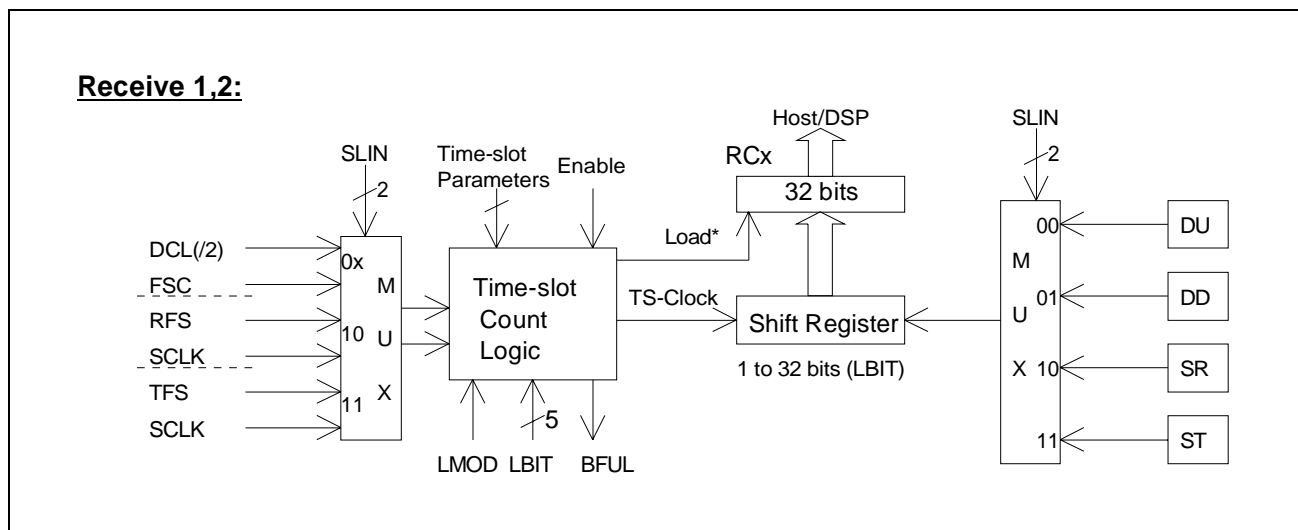 Receive 1,2:
Host/DSP
SLIN
2
Time-slot
Parameters
Enable
RCx
32 bits
SLIN
2
DCL(/2)
FSC
RFS
SCLK
TFS
SCLK
0x
10
11
M
U
X
Time-slot
Count
Logic
Load*
TS-Clock
Shift Register
1 to 32 bits (LBIT)
LMOD
LBIT
5
BFUL
00
01
10
11
M
U
X
DU
DD
SR
ST